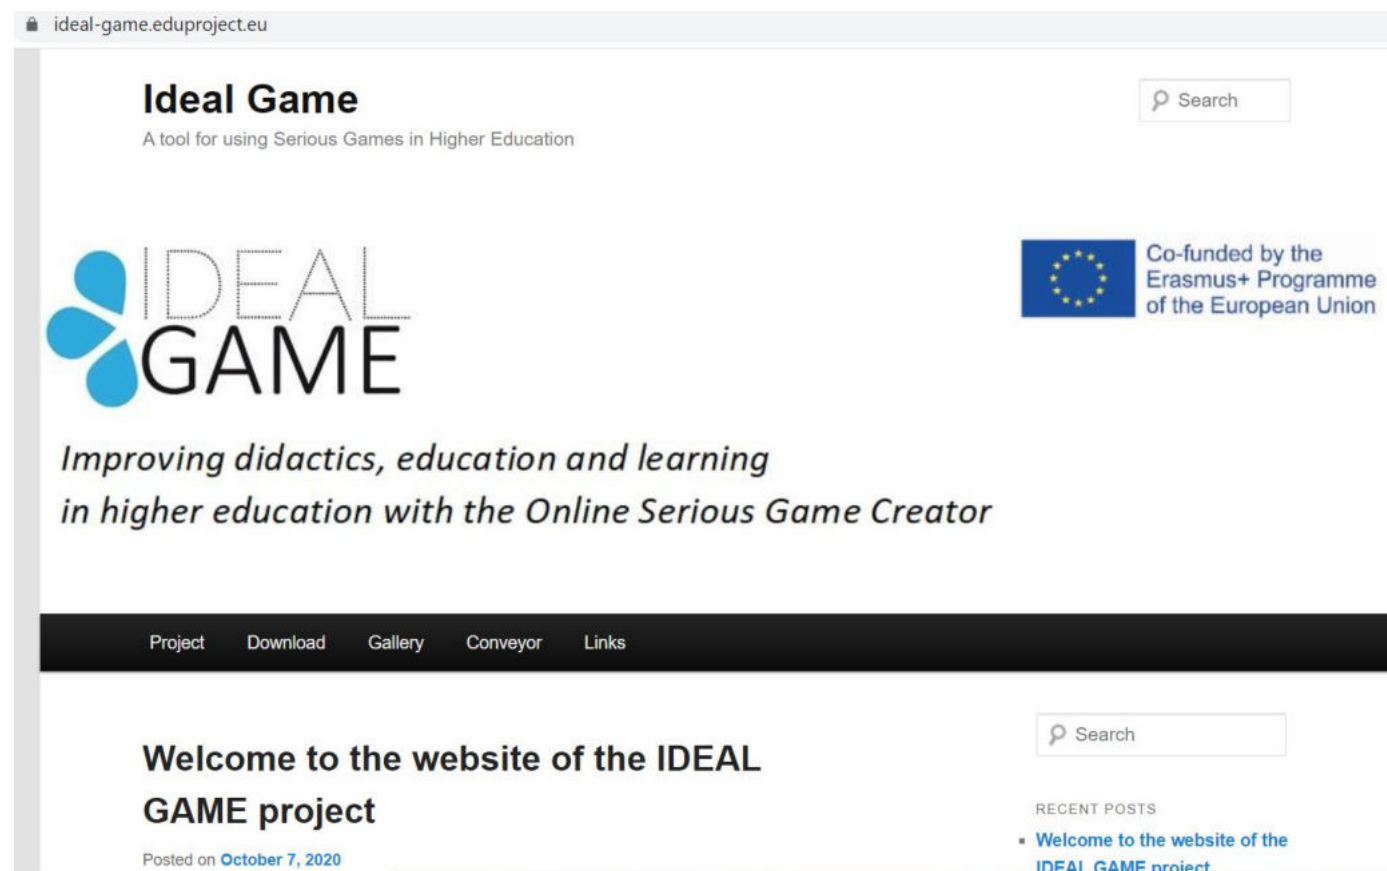 ideal-game.eduproject.eu
Ideal Game
Search
A tool for using Serious Games in Higher Education
IDEAL
GAME
Co-funded by the
Erasmus+ Programme
of the European Union
Improving didactics, education and learning
in higher education with the Online Serious Game Creator
Project Download Gallery Conveyor Links
Welcome to the website of the IDEAL
GAME project
Posted on October 7, 2020
Search
RECENT POSTS
Welcome to the website of the
IDEAL GAME project